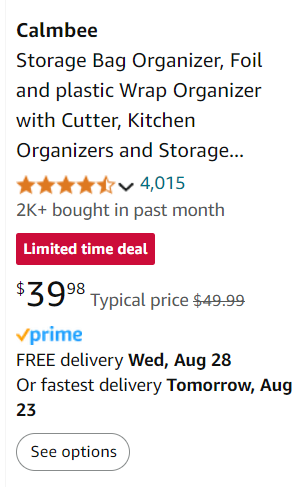 Calmbee
Storage Bag Organizer, Foil
and plastic Wrap Organizer
with Cutter, Kitchen
Organizers and Storage...
4,015
2K+ bought in past month
Limited time deal
$39.98 Typical price $49.99
prime
FREE delivery Wed, Aug 28
Or fastest delivery Tomorrow, Aug
23
See options